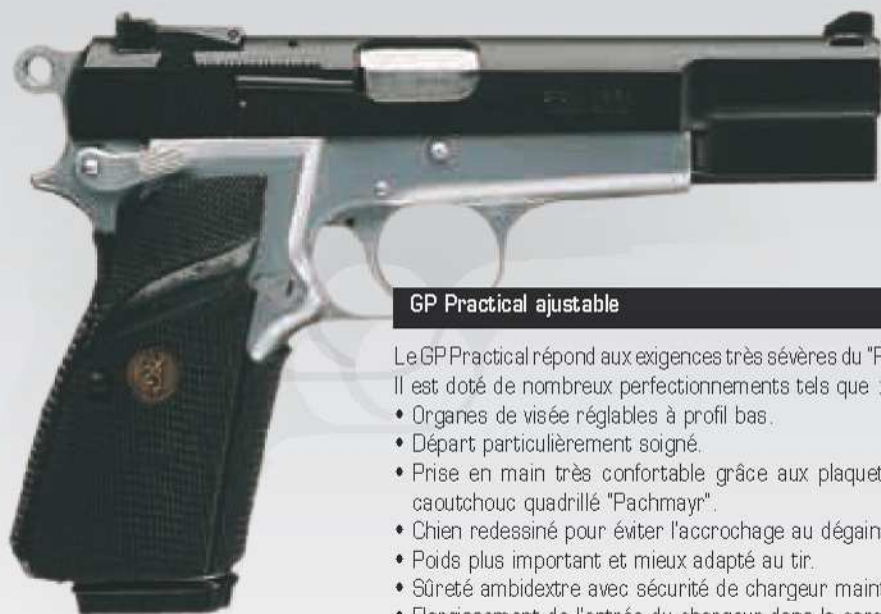 GP Practical ajustable
Le GP Practical répond aux exigences très sévères du
Il est doté de nombreux perfectionnements tels que :
• Organes de visée réglables à profil bas.
• Départ particulièrement soigné.
• Prise en main très confortable grâce aux
caoutchouc quadrillé "Pachmayr".
• Chien redessiné pour éviter l'accrochage au
• Poids plus important et mieux adapté au tir.
• Sûreté ambidextre avec sécurité de chargeur